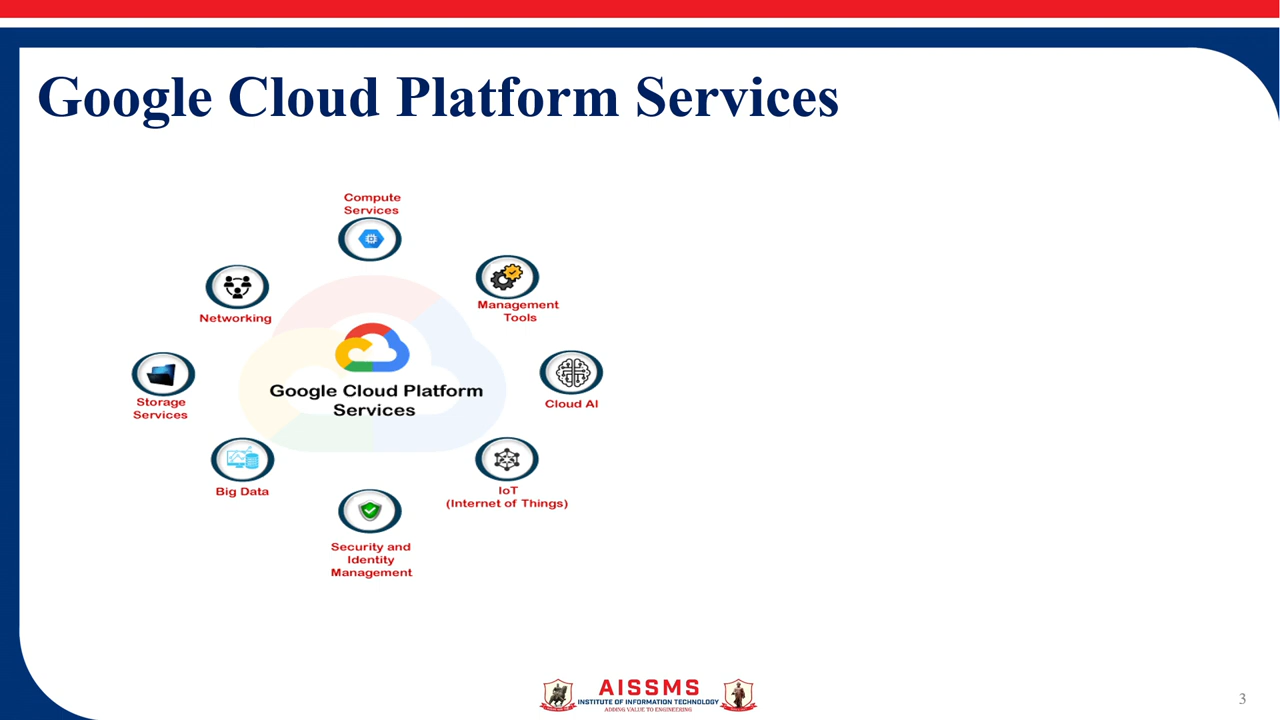 Google Cloud Platform Services
Compute
Services
Management
Tools
Networking
Cloud AI
Storage
Services
Google Cloud Platform
Services
IoT
(Internet of Things)
Big Data
Security and
Identity
Management
AISSMS
INSTITUTE OF INFORMATION TECHNOLOGY
ADDING VALUE TO ENGINEERING
3